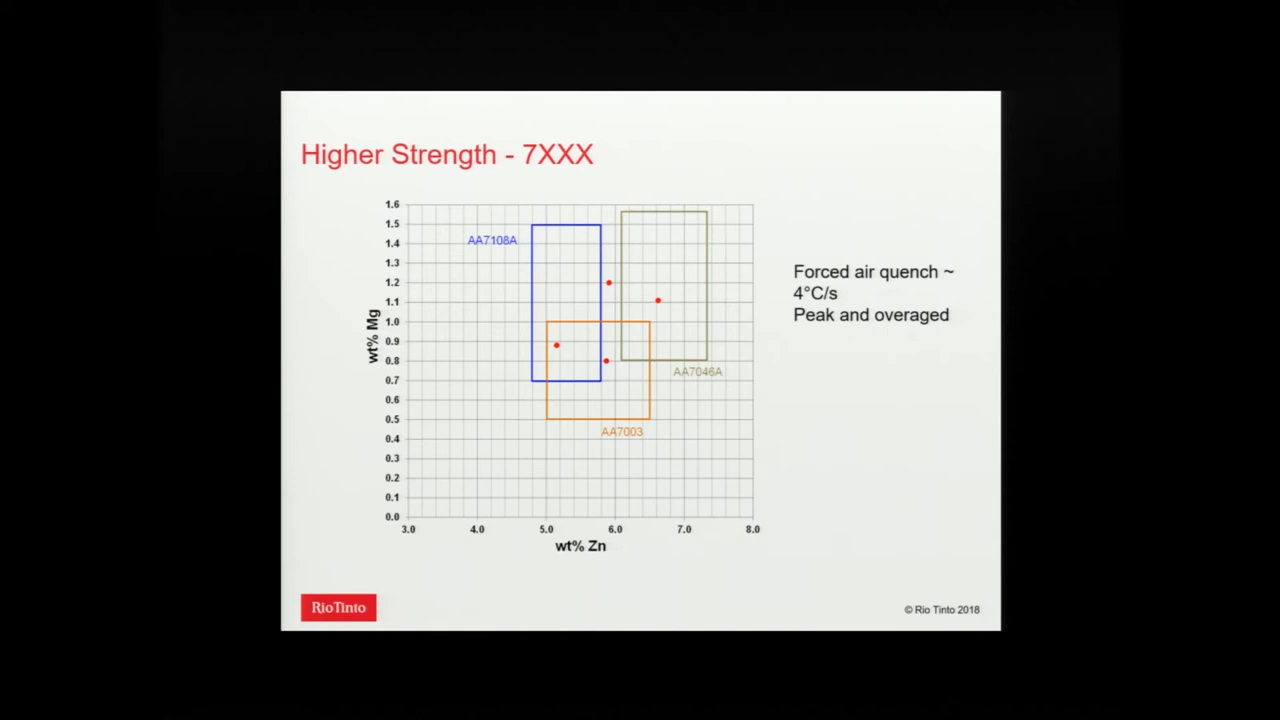 Higher Strength - 7XXX
1.6
1.5
1.4
1.3
1.2
1.1
1.0
0.9
0.8
0.7
0.6
0.5
0.4
0.3
0.2
0.1
0.0
wt% Mg
AA7108A
AA7046A
AA7003
3.0 4.0 5.0 6.0 7.0 8.0
wt% Zn
Forced air quench ~
4°C/s
Peak and overaged
RioTinto
© Rio Tinto 2018